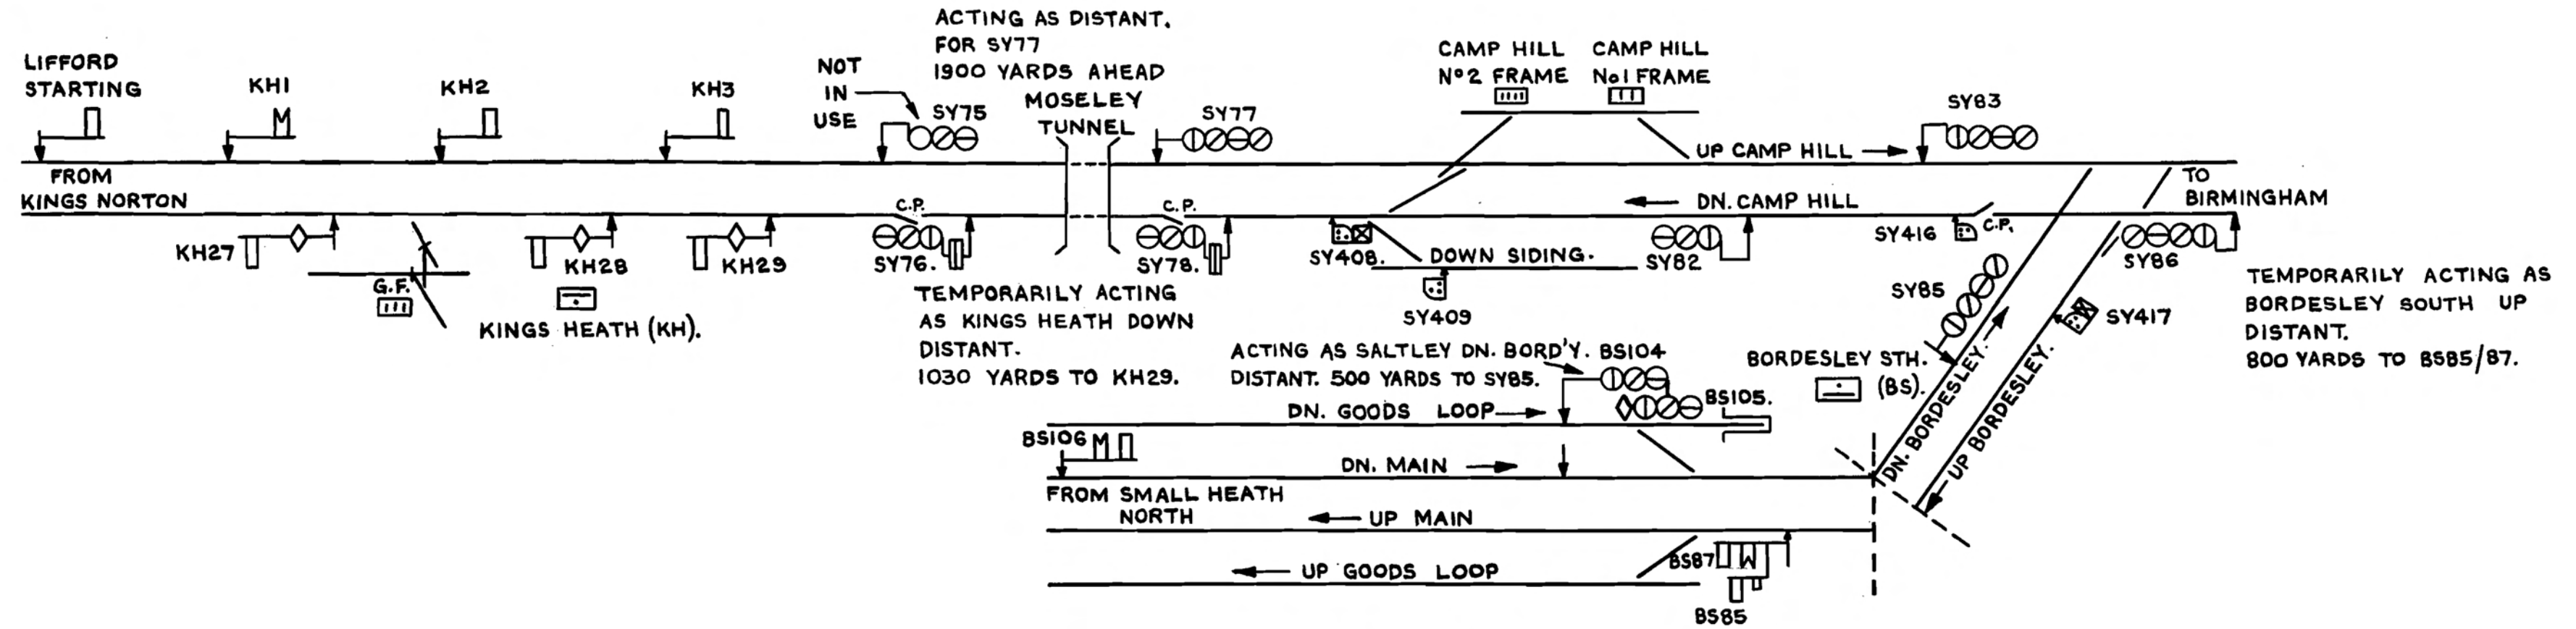 LIFFORD
STARTING
KH1
KH2
KH3
NOT
IN
USE
SY75
ACTING AS DISTANT.
FOR SY77
1900 YARDS AHEAD
MOSELEY
TUNNEL
SY77
CAMP HILL
Nº2 FRAME
CAMP HILL
No1 FRAME
SY83
UP CAMP HILL
FROM
KINGS NORTON
DN. CAMP HILL
TO
BIRMINGHAM
KH27
G.F.
KH28
KINGS HEATH (KH).
KH29
C.P.
SY76.
C.P.
SY78.
TEMPORARILY ACTING
AS KINGS HEATH DOWN
DISTANT.
1030 YARDS TO KH29.
SY408.
DOWN SIDING.
SY409
SY82
SY416
C.P.
SY86
TEMPORARILY ACTING AS
BORDESLEY SOUTH UP
DISTANT.
800 YARDS TO BS85/87.
SY85
SY417
ACTING AS SALTLEY DN. BORD'Y. BS104
DISTANT. 500 YARDS TO SY85.
BORDESLEY STH.
(BS).
DN. BORDESLEY.
UP BORDESLEY.
DN. GOODS LOOP
BS105.
BS106
M
DN. MAIN
FROM SMALL HEATH
NORTH
UP MAIN
UP GOODS LOOP
BS87
W
BS85
M